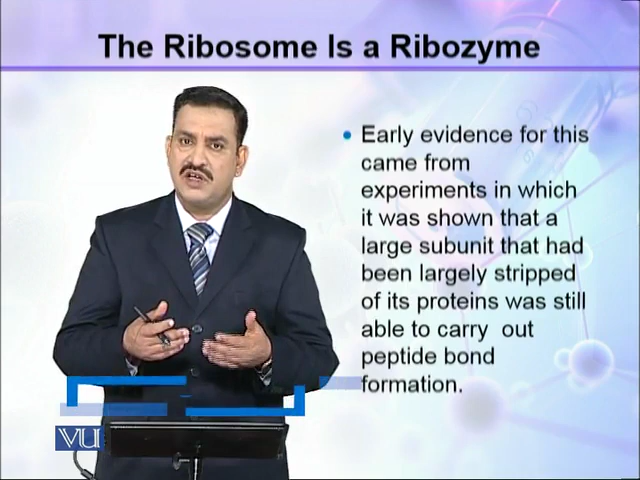 The Ribosome Is a Ribozyme
• Early evidence for this
came from
experiments in which
it was shown that a
large subunit that had
been largely stripped
of its proteins was still
able to carry out
peptide bond
formation.
VU